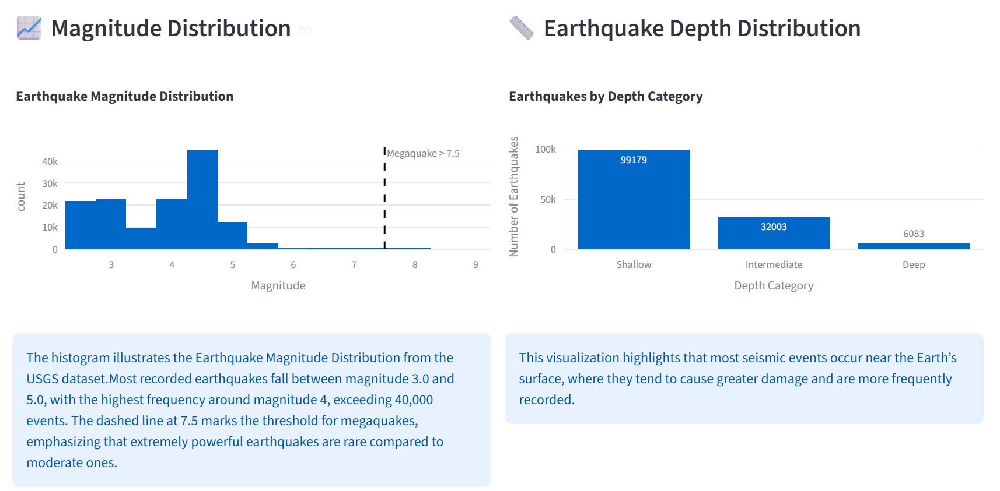 Magnitude Distribution
Earthquake Magnitude Distribution
count
40k
30k
20k
10k
0
Megaquake > 7.5
3 4 5 6 7 8 9
Magnitude
The histogram illustrates the Earthquake Magnitude Distribution from the
USGS dataset.Most recorded earthquakes fall between magnitude 3.0 and
5.0, with the highest frequency around magnitude 4, exceeding 40,000
events. The dashed line at 7.5 marks the threshold for megaquakes,
emphasizing that extremely powerful earthquakes are rare compared to
moderate ones.
Earthquake Depth Distribution
Earthquakes by Depth Category
Number of Earthquakes
100k
50k
0
99179
32003
6083
Shallow Intermediate Deep
Depth Category
This visualization highlights that most seismic events occur near the Earth’s
surface, where they tend to cause greater damage and are more frequently
recorded.